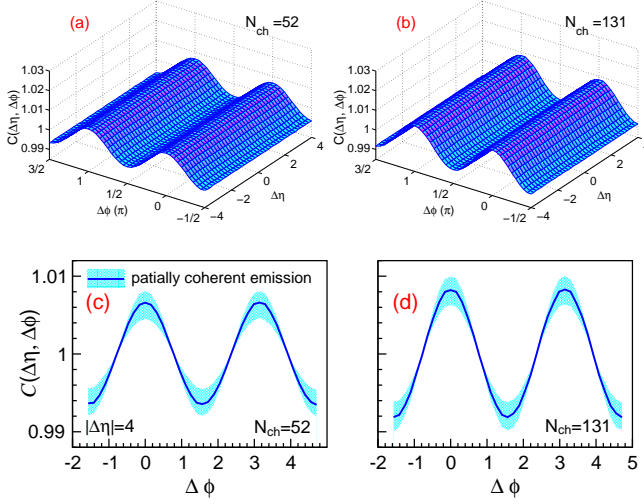 (a)
N_ch=52
C(Δη, Δϕ)
1.03
1.02
1.01
1
0.99
3/2
1
1/2
0
−1/2
Δϕ (π)
−4
−2
0
2
4
Δη
(b)
N_ch=131
C(Δη, Δϕ)
1.03
1.02
1.01
1
0.99
3/2
1
1/2
0
−1/2
Δϕ (π)
−4
−2
0
2
4
Δη
C(Δη, Δϕ)
1.01
1
0.99
patially coherent emission
(c)
|Δη|=4
N_ch=52
-2 -1 0 1 2 3 4
Δ ϕ
(d)
N_ch=131
-2 -1 0 1 2 3 4 5
Δ ϕ